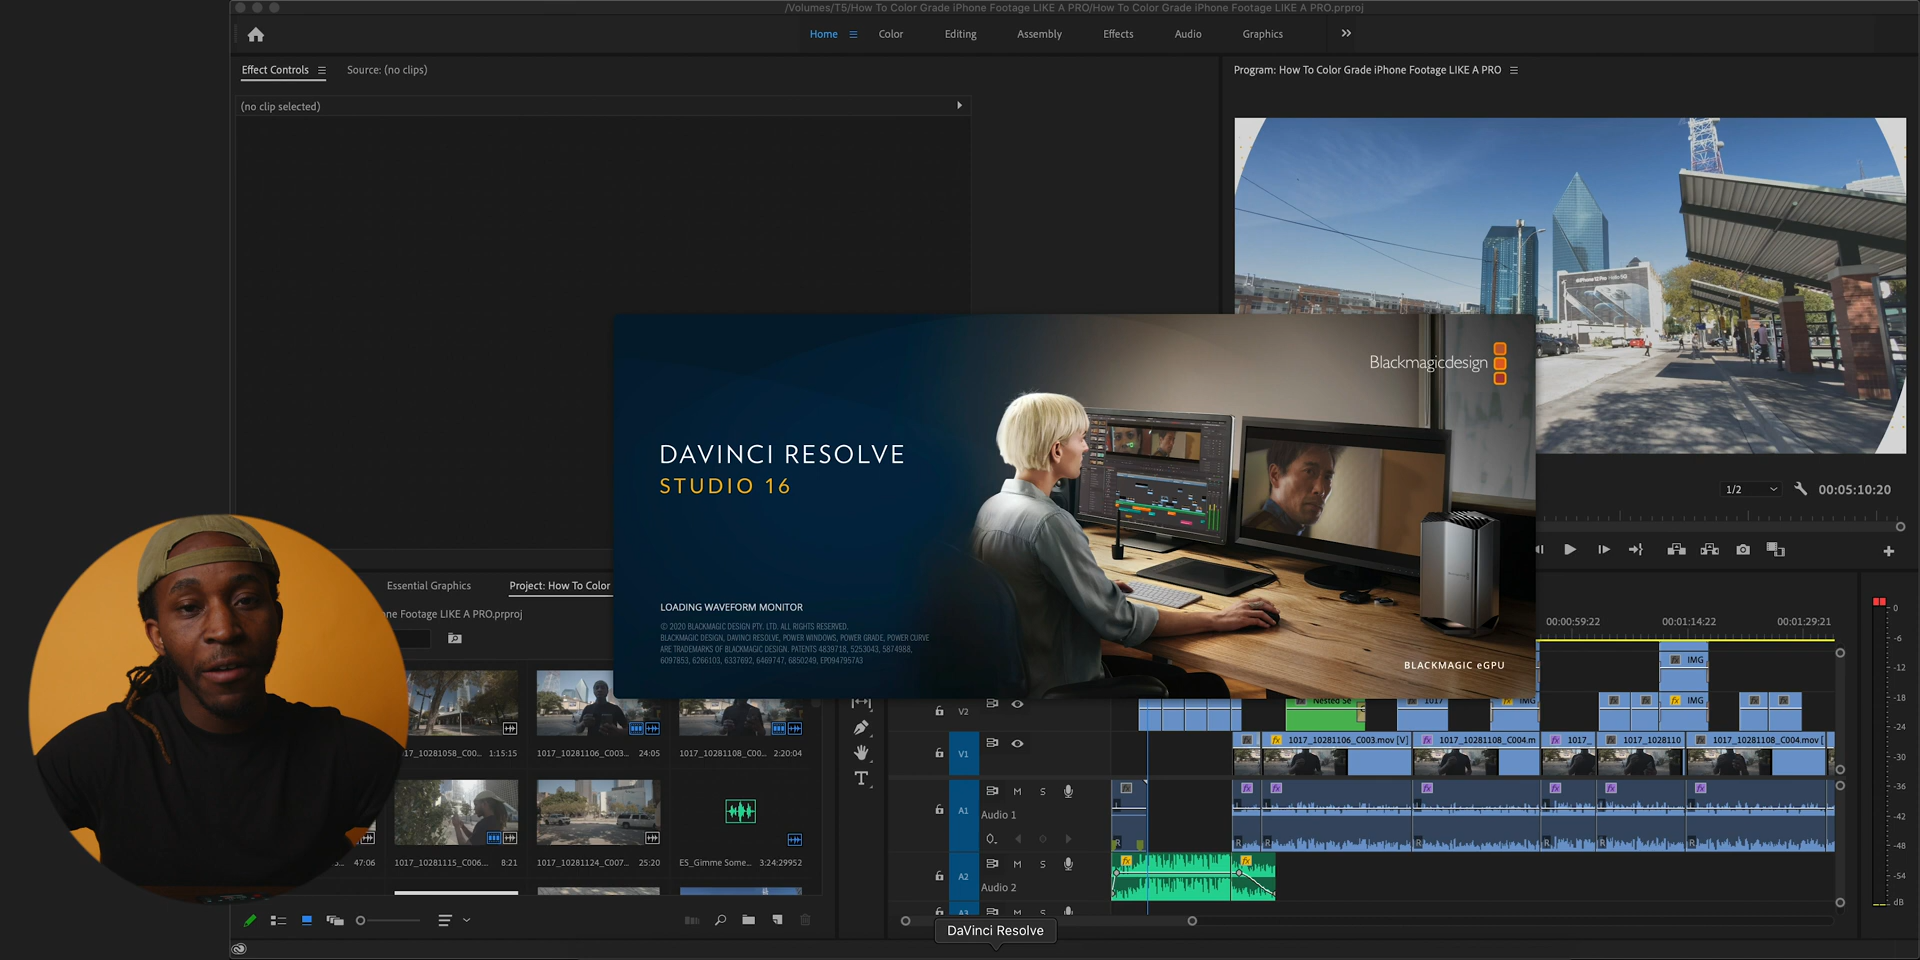 /Volumes/T5/How To Color Grade iPhone Footage LIKE A PRO/How To Color Grade iPhone Footage LIKE A PRO.prproj
Home Color Editing Assembly Effects Audio Graphics
Effect Controls Source: (no clips)
Program: How To Color Grade iPhone Footage LIKE A PRO
(no clip selected)
Blackmagicdesign
DAVINCI RESOLVE
STUDIO 16
1/2 00:05:10:20
LOADING WAVEFORM MONITOR
© 2020 BLACKMAGIC DESIGN PTY. LTD. ALL RIGHTS RESERVED.
BLACKMAGIC DESIGN, DAVINCI RESOLVE, POWER WINDOWS, POWER GRADE, POWER CURVE
ARE TRADEMARKS OF BLACKMAGIC DESIGN. PATENTS 4839718, 5253043, 5874988,
6097853, 6266103, 6337692, 6469747, 6850249, EP0947957A3
BLACKMAGIC eGPU
Essential Graphics Project: How To Color
one Footage LIKE A PRO.prproj
00:00:59:22 00:01:14:22 00:01:29:21
1017_10281058_C00... 1:15:15
1017_10281106_C003... 24:05
1017_10281108_C00... 2:20:04
47:06
1017_10281115_C006... 8:21
1017_10281124_C007... 25:20
ES_Gimme Some... 3:24:29952
IMG
V2 Nested Se 1017 IMG
V1 1017_10281106_C003.mov [V] 1017_10281108_C004.m 1017_ 1017_1028110 1017_10281108_C004.mov [
A1 M S
Audio 1
A2 M S
Audio 2
A3 M S
DaVinci Resolve
0
-6
-12
-18
-24
-30
-36
-42
-48
-54
dB